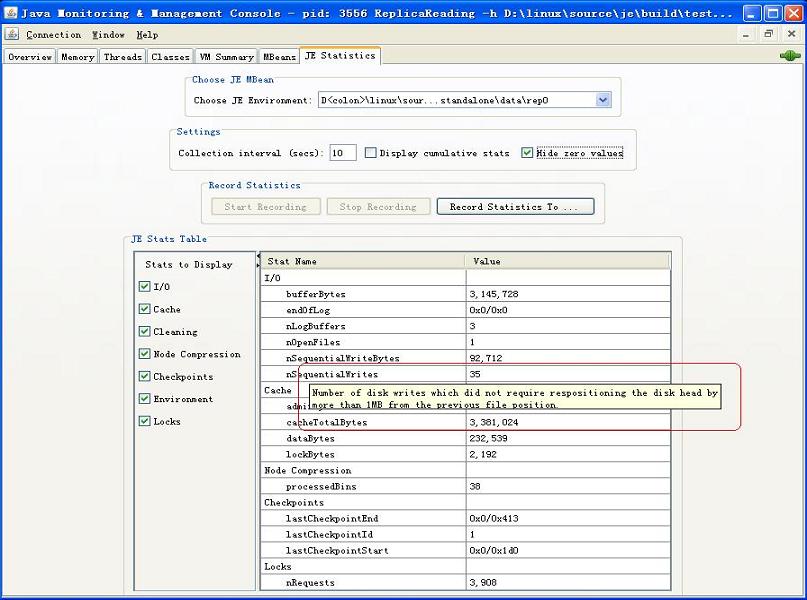 Java Monitoring & Management Console - pid: 3556 ReplicaReading -h D:\linux\source\je\build\test...
Connection Window Help
Overview Memory Threads Classes VM Summary MBeans JE Statistics
Choose JE MBean
Choose JE Environment: D<colon>\linux\sour...standalone\data\rep0
Settings
Collection interval (secs): 10 Display cumulative stats Hide zero values
Record Statistics
Start Recording Stop Recording Record Statistics To ...
JE Stats Table
Stats to Display
I/O
Cache
Cleaning
Node Compression
Checkpoints
Environment
Locks
Stat Name Value
I/O
bufferBytes 3,145,728
endOfLog 0x0/0x0
nLogBuffers 3
nOpenFiles 1
nSequentialWriteBytes 92,712
nSequentialWrites 35
Cache
Number of disk writes which did not require respositioning the disk head by
more than 1MB from the previous file position.
cacheTotalBytes 3,381,024
dataBytes 232,539
lockBytes 2,192
Node Compression
processedBins 38
Checkpoints
lastCheckpointEnd 0x0/0x413
lastCheckpointId 1
lastCheckpointStart 0x0/0x1d0
Locks
nRequests 3,908